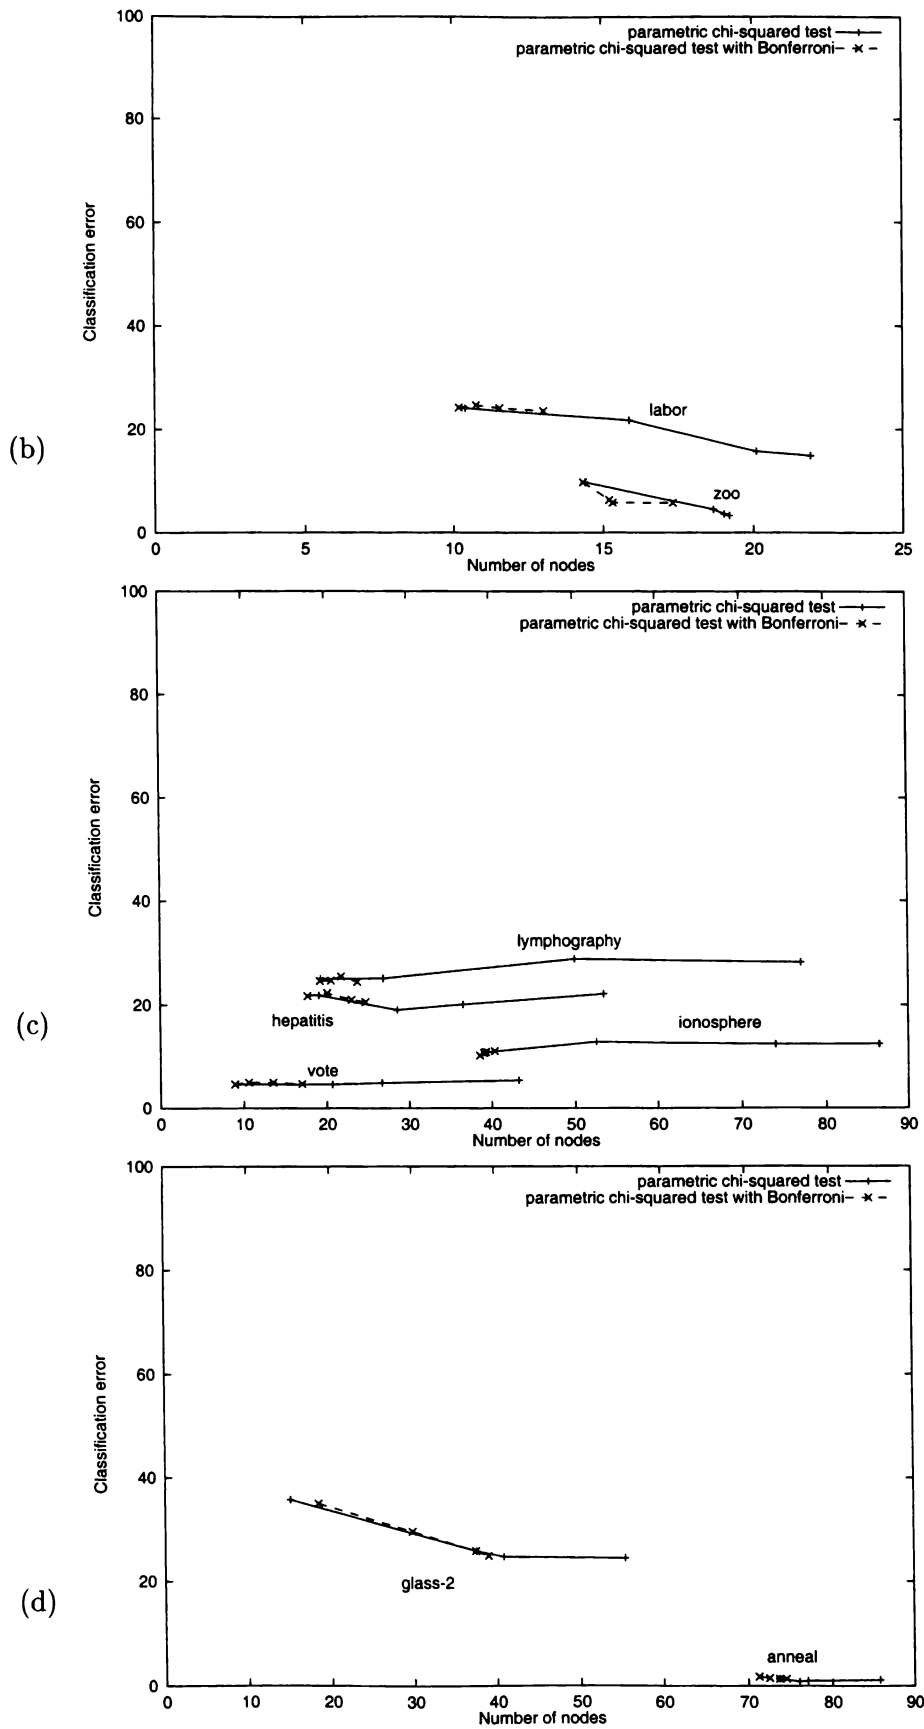 100
parametric chi-squared test
parametric chi-squared test with Bonferroni
80
60
Classification error
40
labor
(b)
20
zoo
0
0 5 10 15 20 25
Number of nodes
100
parametric chi-squared test
parametric chi-squared test with Bonferroni
80
60
Classification error
40
lymphography
(c)
20
hepatitis
ionosphere
vote
0
0 10 20 30 40 50 60 70 80 90
Number of nodes
100
parametric chi-squared test
parametric chi-squared test with Bonferroni
80
60
Classification error
40
glass-2
20
(d)
anneal
0
0 10 20 30 40 50 60 70 80 90
Number of nodes